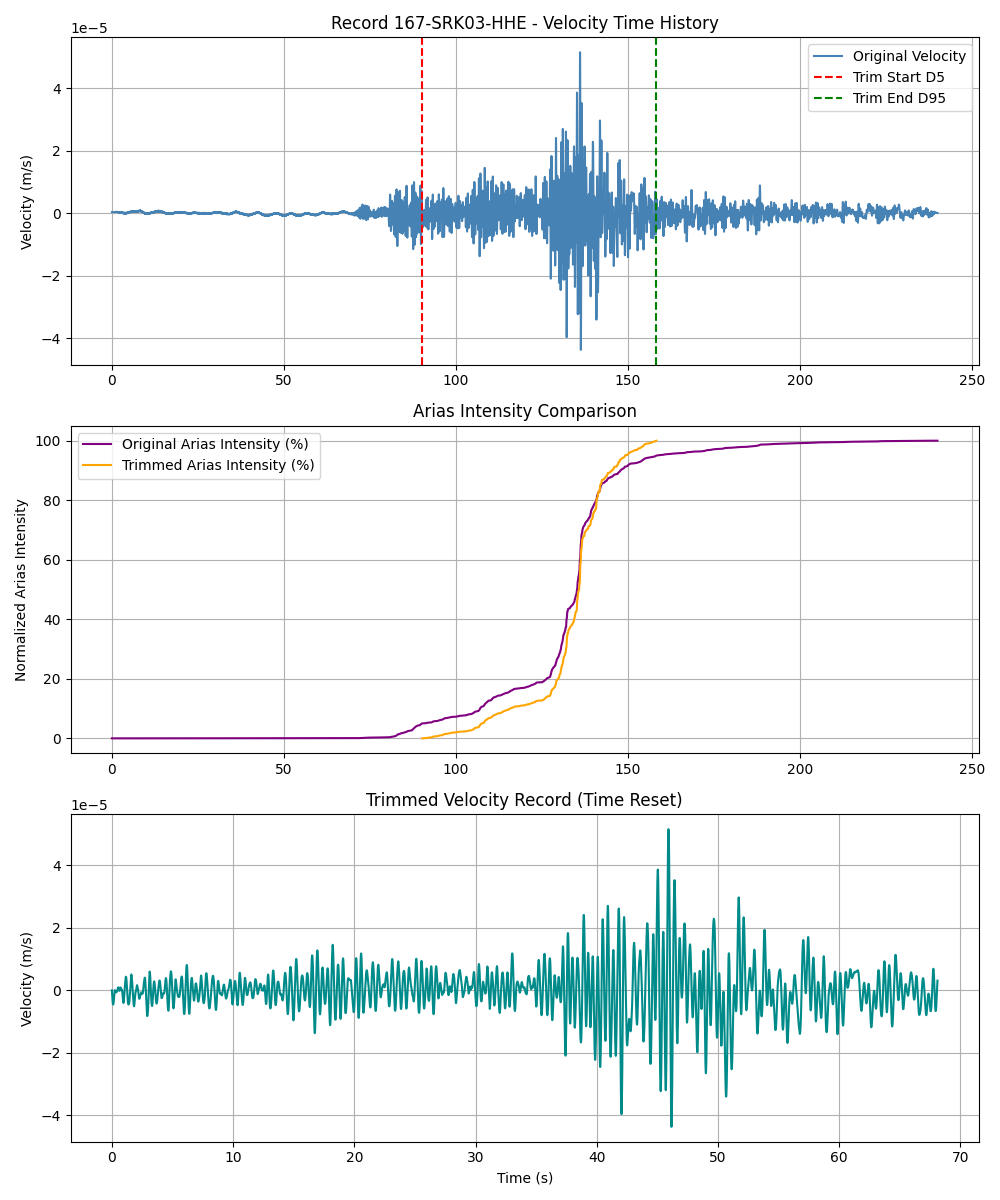 Record 167-SRK03-HHE - Velocity Time History
1e−5
Velocity (m/s)
4
2
0
−2
−4
Original Velocity
Trim Start D5
Trim End D95
0 50 100 150 200 250
Arias Intensity Comparison
Normalized Arias Intensity
100
80
60
40
20
0
Original Arias Intensity (%)
Trimmed Arias Intensity (%)
0 50 100 150 200 250
Trimmed Velocity Record (Time Reset)
1e−5
Velocity (m/s)
4
2
0
−2
−4
0 10 20 30 40 50 60 70
Time (s)